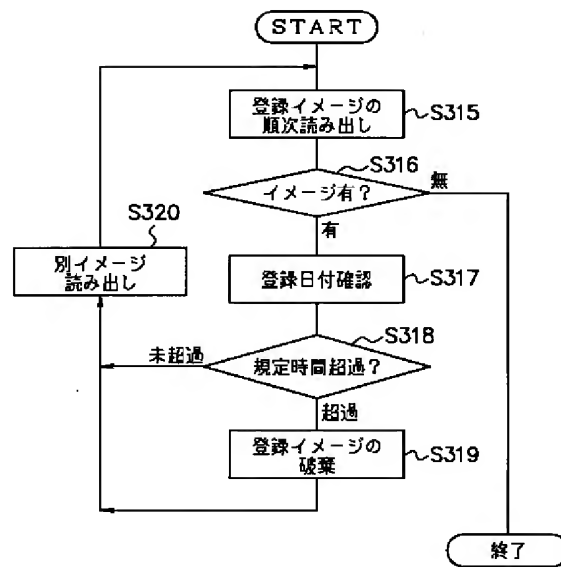 START
登録イメージの
順次読み出し
S315
S316
イメージ有?
無
有
S320
別イメージ
読み出し
登録日付確認
S317
S318
未超過
規定時間超過?
超過
登録イメージの
破棄
S319
終了